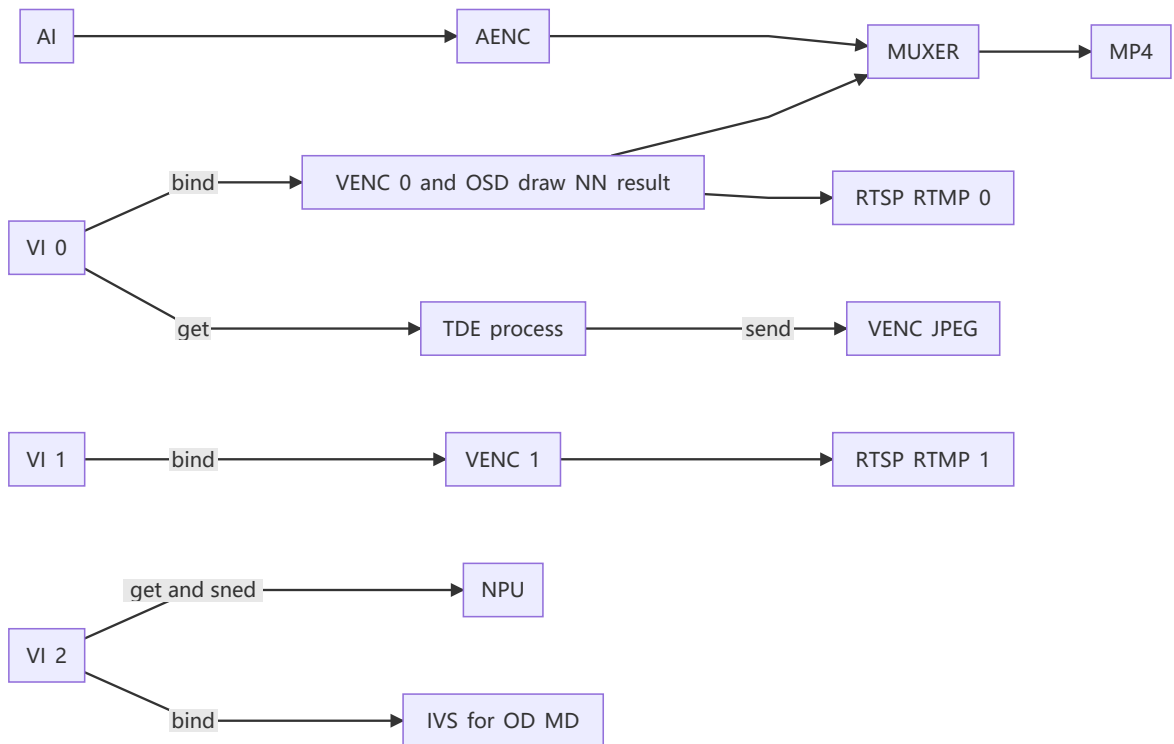 AI
AENC
MUXER
MP4
bind
VENC 0 and OSD draw NN result
RTSP RTMP 0
VI 0
get
TDE process
send
VENC JPEG
VI 1
bind
VENC 1
RTSP RTMP 1
get and sned
NPU
VI 2
bind
IVS for OD MD